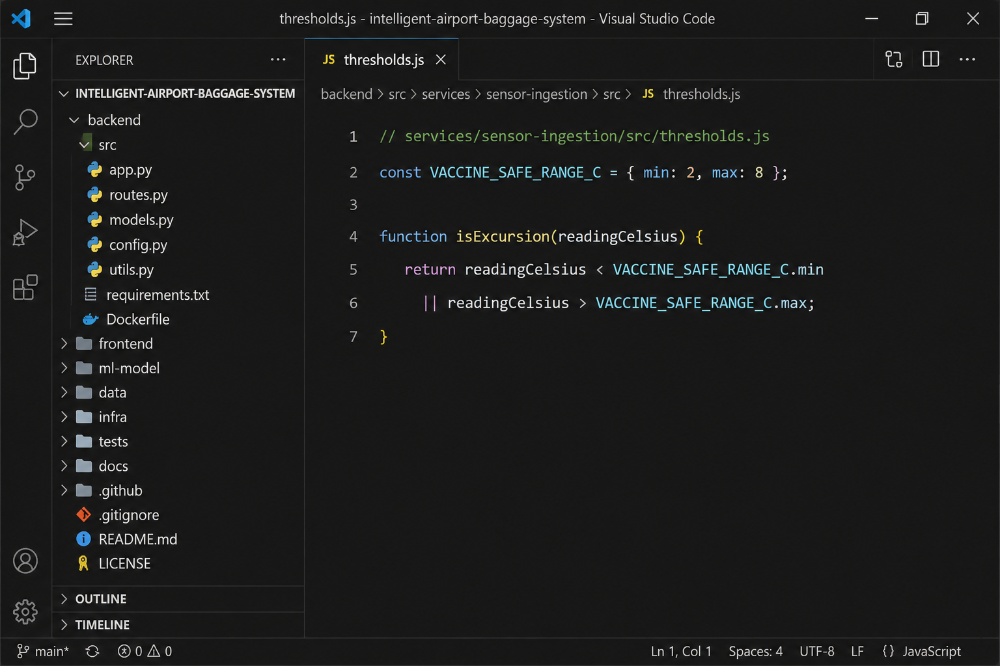 thresholds.js - intelligent-airport-baggage-system - Visual Studio Code
EXPLORER
INTELLIGENT-AIRPORT-BAGGAGE-SYSTEM
backend
src
app.py
routes.py
models.py
config.py
utils.py
requirements.txt
Dockerfile
frontend
ml-model
data
infra
tests
docs
.github
.gitignore
README.md
LICENSE
OUTLINE
TIMELINE
JS thresholds.js
backend > src > services > sensor-ingestion > src > JS thresholds.js
1 // services/sensor-ingestion/src/thresholds.js
2 const VACCINE_SAFE_RANGE_C = { min: 2, max: 8 };
3
4 function isExcursion(readingCelsius) {
5 return readingCelsius < VACCINE_SAFE_RANGE_C.min
6 || readingCelsius > VACCINE_SAFE_RANGE_C.max;
7 }
main* 0 0 Ln 1, Col 1 Spaces: 4 UTF-8 LF {} JavaScript